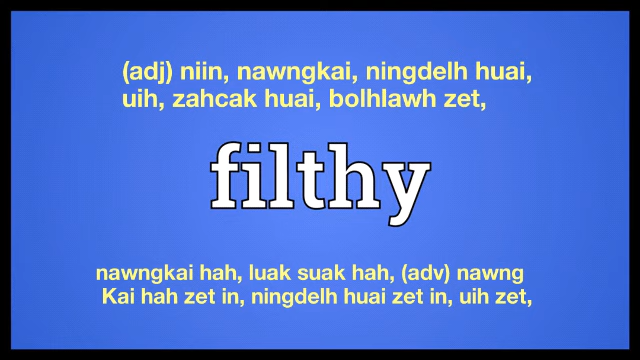 (adj) niin, nawngkai, ningdelh huai,
uih, zahcak huai, bolhlawh zet,
filthy
nawngkai hah, luak suak hah, (adv) nawng
Kai hah zet in, ningdelh huai zet in, uih zet,